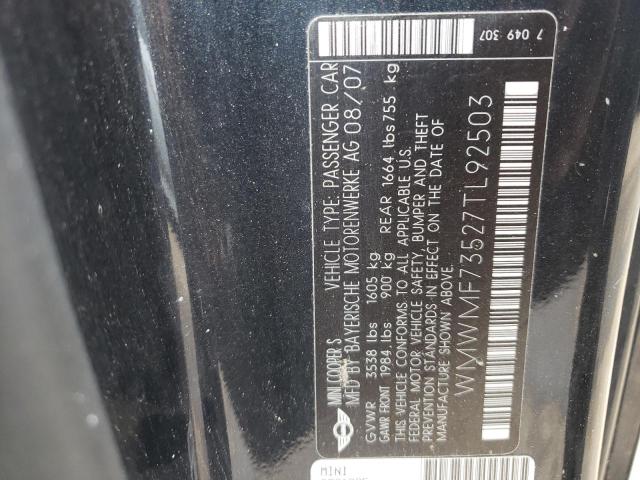 7 049 307
MINI COOPER S VEHICLE TYPE: PASSENGER CAR
MFD BY BAYERISCHE MOTORENWERKE AG 08/07
GVWR 3538 lbs 1605 kg
GAWR FRONT 1984 lbs 900 kg REAR 1664 lbs 755 kg
THIS VEHICLE CONFORMS TO ALL APPLICABLE U.S.
FEDERAL MOTOR VEHICLE SAFETY, BUMPER AND THEFT
PREVENTION STANDARDS IN EFFECT ON THE DATE OF
MANUFACTURE SHOWN ABOVE.
WMWMF73527TL92503
MINI